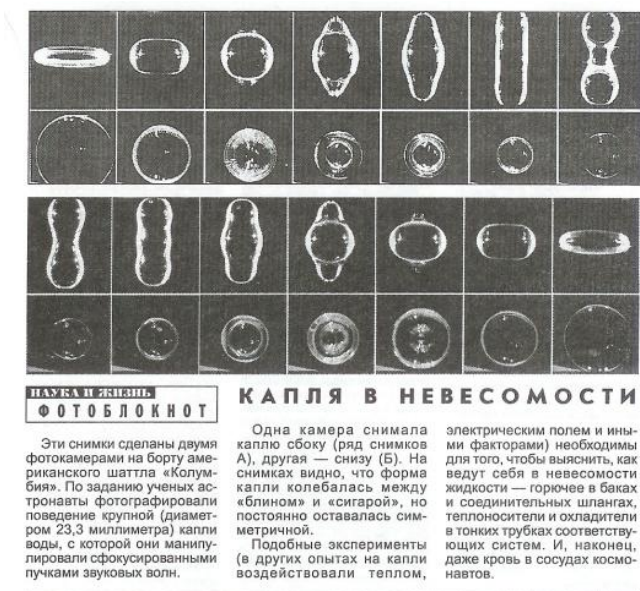 НАУКА И ЖИЗНЬ
ФОТОБЛОКНОТ
КАПЛЯ В НЕВЕСОМОСТИ
Эти снимки сделаны двумя
фотокамерами на борту аме-
риканского шаттла «Колум-
бия». По заданию ученых ас-
тронавты фотографировали
поведение крупной (диамет-
ром 23,3 миллиметра) капли
воды, с которой они манипу-
лировали сфокусированными
пучками звуковых волн.
Одна камера снимала
каплю сбоку (ряд снимков
А), другая — снизу (Б). На
снимках видно, что форма
капли колебалась между
«блином» и «сигарой», но
постоянно оставалась сим-
метричной.
Подобные эксперименты
(в других опытах на капли
воздействовали теплом,
электрическим полем и ины-
ми факторами) необходимы
для того, чтобы выяснить, как
ведут себя в невесомости
жидкости — горючее в баках
и соединительных шлангах,
теплоносители и охладители
в тонких трубках соответству-
ющих систем. И, наконец,
даже кровь в сосудах космо-
навтов.